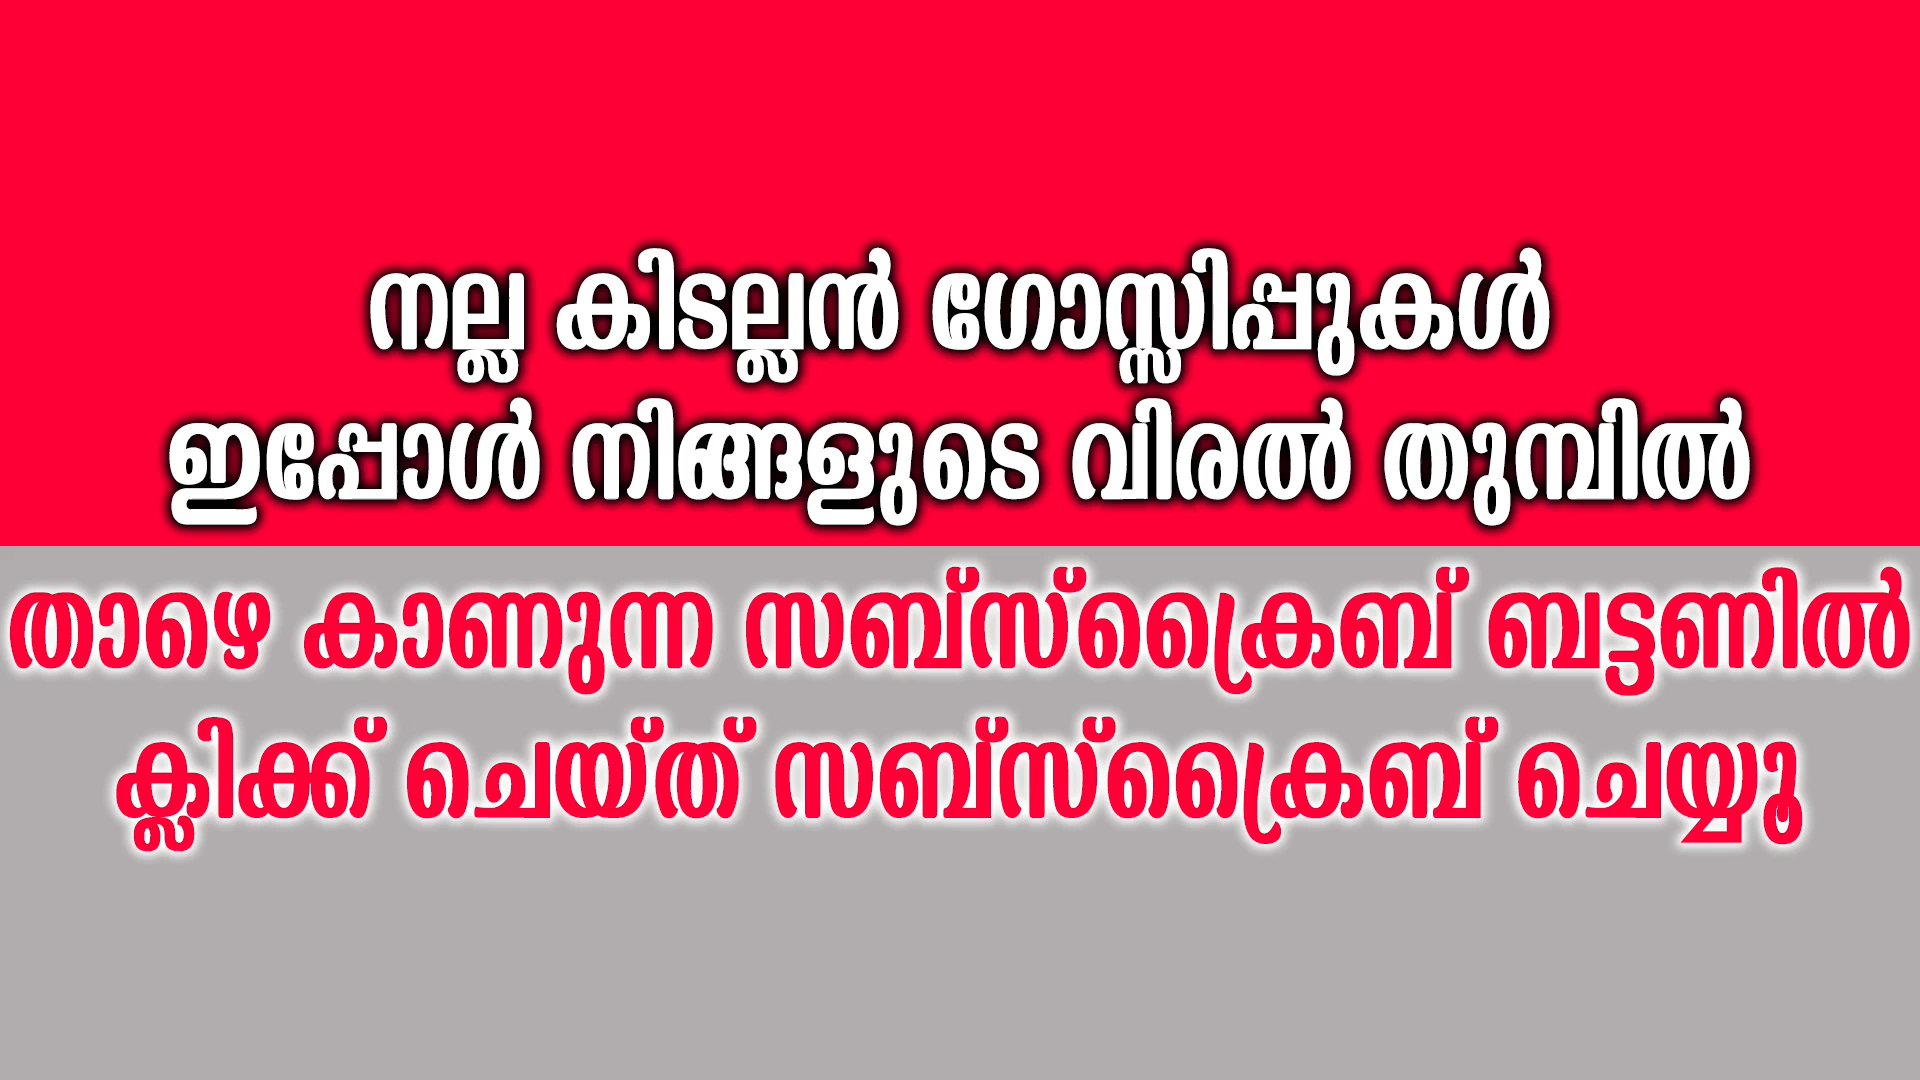 നല്ല കിടല്ലൻ ഗോസ്സിപ്പുകൾ
ഇപ്പോൾ നിങ്ങളുടെ വിരൽ തുമ്പിൽ
താഴെ കാണുന്ന സബ്സ്ക്രൈബ് ബട്ടണിൽ
ക്ലിക്ക് ചെയ്ത് സബ്സ്ക്രൈബ് ചെയ്യൂ